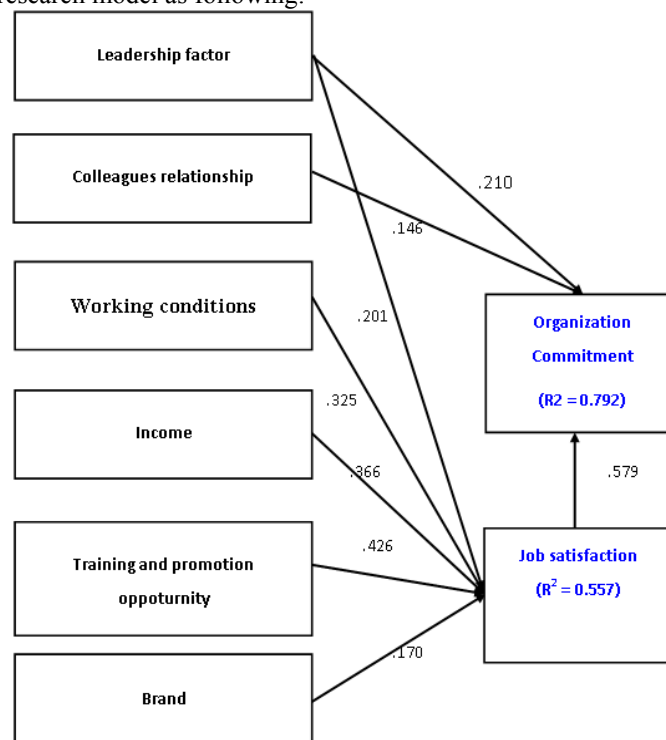 research model as following:
Leadership factor
Colleagues relationship
.210
.146
Working conditions
.201
Organization
Commitment
(R2 = 0.792)
.325
Income
.366
.579
.426
Training and promotion
oppoturnity
Job satisfaction
(R² = 0.557)
.170
Brand